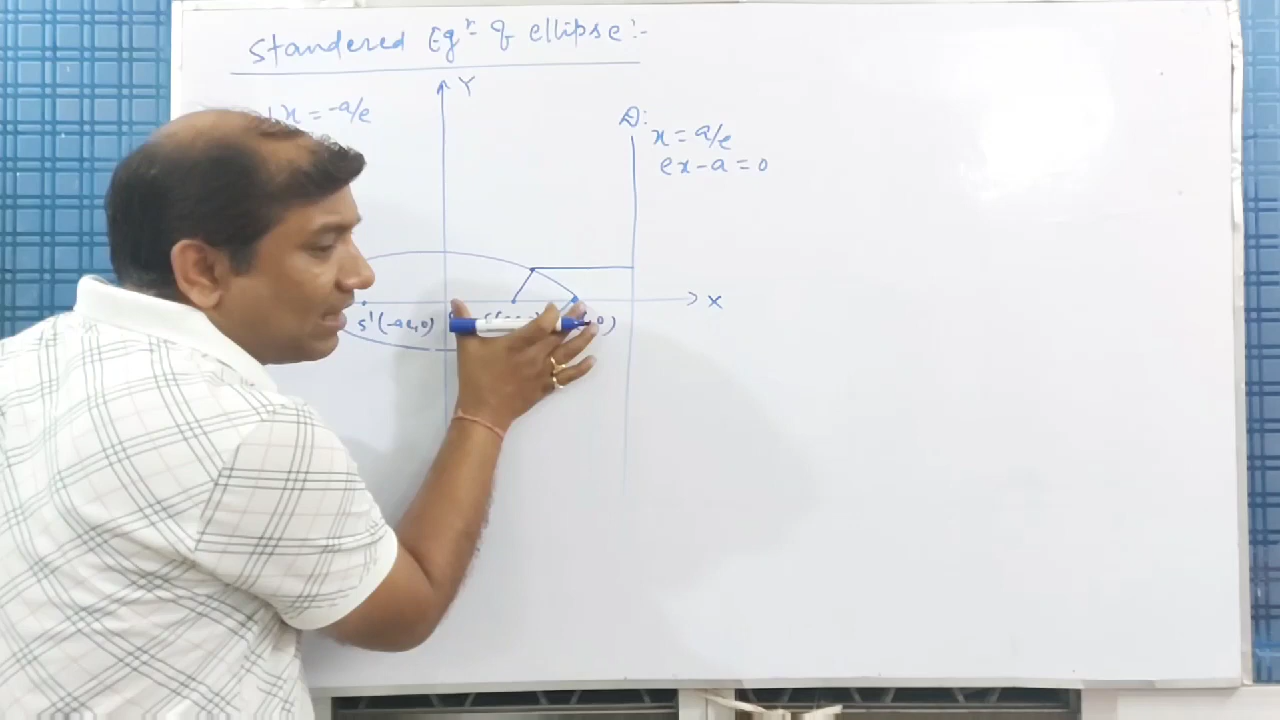 Standered Eqⁿ of ellipse :-
Y
x = -a/e
D:
x = a/e
ex - a = 0
X
S'(-ae,0)